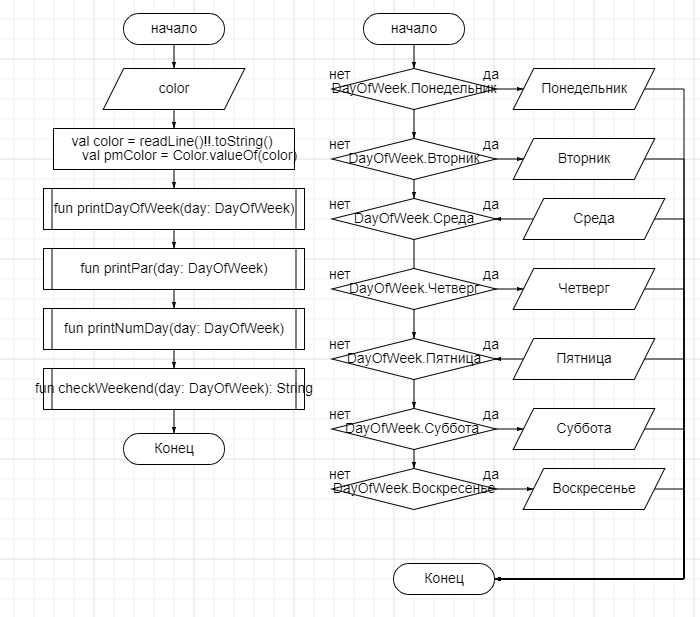 начало
color
val color = readLine()!!.toString()
val pmColor = Color.valueOf(color)
fun printDayOfWeek(day: DayOfWeek)
fun printPar(day: DayOfWeek)
fun printNumDay(day: DayOfWeek)
fun checkWeekend(day: DayOfWeek): String
Конец
начало
нет
да
DayOfWeek.Понедельник
Понедельник
нет
да
DayOfWeek.Вторник
Вторник
нет
да
DayOfWeek.Среда
Среда
нет
да
DayOfWeek.Четверг
Четверг
нет
да
DayOfWeek.Пятница
Пятница
нет
да
DayOfWeek.Суббота
Суббота
нет
да
DayOfWeek.Воскресенье
Воскресенье
Конец